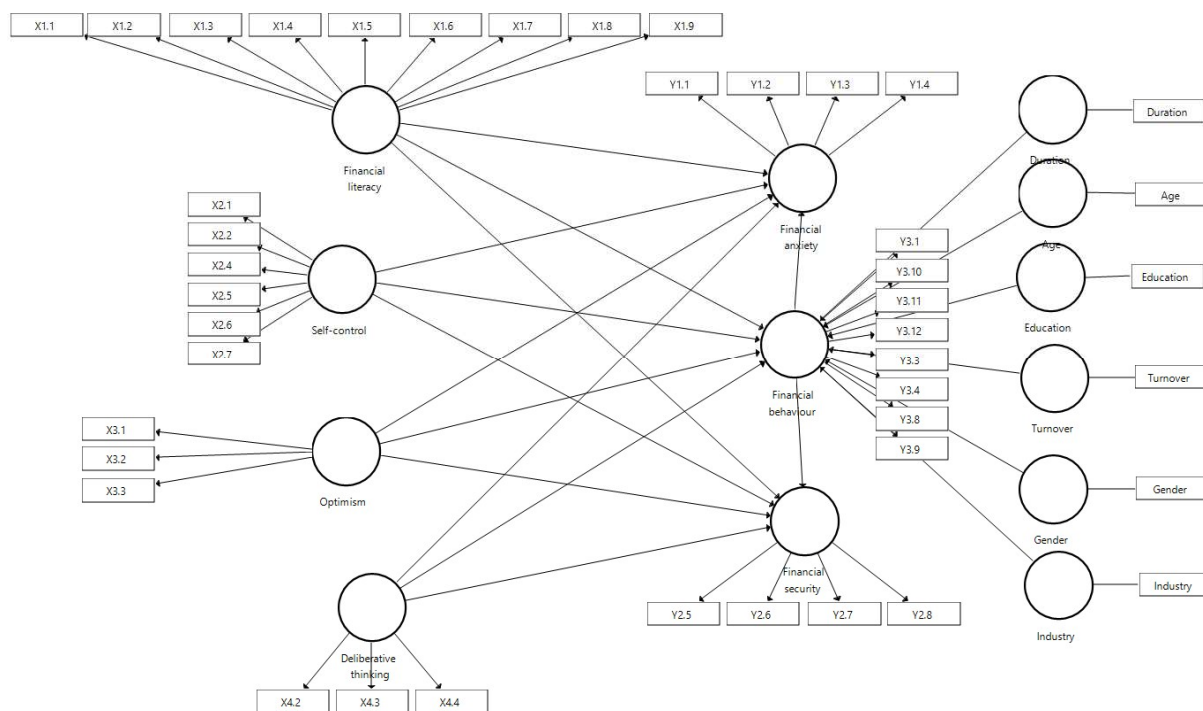 X1.1
X1.2
X1.3
X1.4
X1.5
X1.6
X1.7
X1.8
X1.9
Financial
literacy
Y1.1
Y1.2
Y1.3
Y1.4
Financial
anxiety
Duration
Duration
Age
Age
Education
Education
Turnover
Turnover
Gender
Gender
Industry
Industry
X2.1
X2.2
X2.4
X2.5
X2.6
X2.7
Self-control
Y3.1
Y3.10
Y3.11
Y3.12
Y3.3
Y3.4
Y3.8
Y3.9
Financial
behaviour
X3.1
X3.2
X3.3
Optimism
Financial
security
Y2.5
Y2.6
Y2.7
Y2.8
Deliberative
thinking
X4.2
X4.3
X4.4